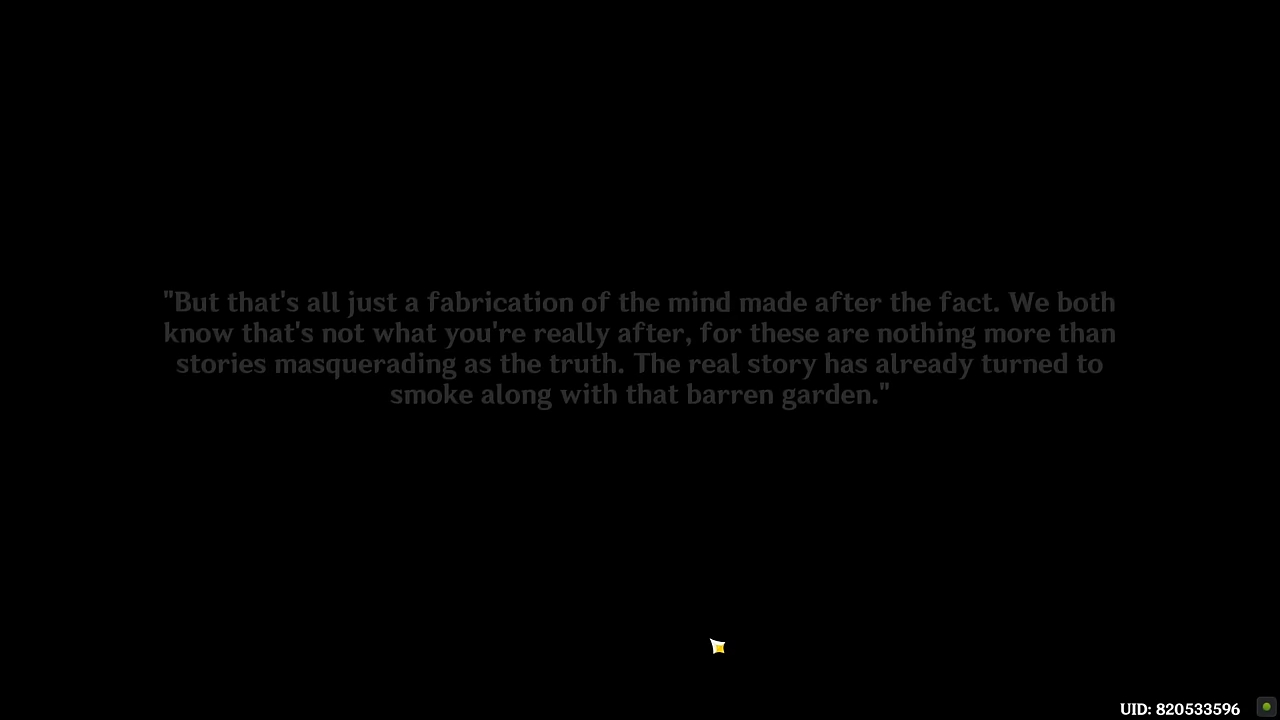 "But that's all just a fabrication of the mind made after the fact. We both
know that's not what you're really after, for these are nothing more than
stories masquerading as the truth. The real story has already turned to
smoke along with that barren garden."
UID: 820533596